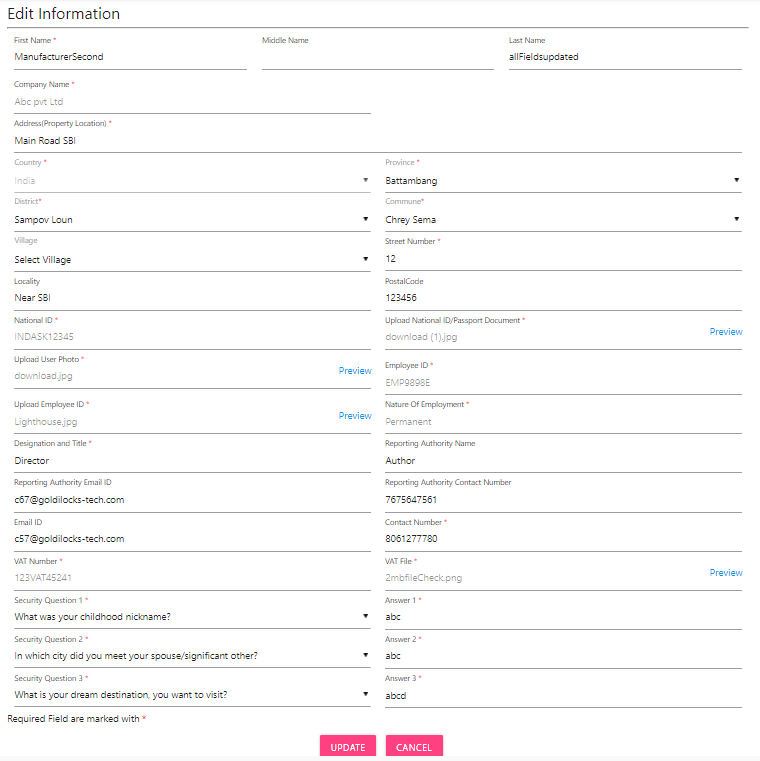 Edit Information
First Name * Middle Name Last Name
ManufacturerSecond allFieldsupdated
Company Name *
Abc pvt Ltd
Address(Property Location) *
Main Road SBI
Country * Province *
India Battambang
District* Commune*
Sampov Loun Chrey Sema
Village Street Number *
Select Village 12
Locality PostalCode
Near SBI 123456
National ID * Upload National ID/Passport Document *
INDASK12345 download (1).jpg Preview
Upload User Photo * Employee ID *
download.jpg Preview EMP9898E
Upload Employee ID * Nature Of Employment *
Lighthouse.jpg Preview Permanent
Designation and Title * Reporting Authority Name
Director Author
Reporting Authority Email ID Reporting Authority Contact Number
c67@goldilocks-tech.com 7675647561
Email ID Contact Number *
c57@goldilocks-tech.com 8061277780
VAT Number * VAT File *
123VAT45241 2mbfileCheck.png Preview
Security Question 1 * Answer 1 *
What was your childhood nickname? abc
Security Question 2 * Answer 2 *
In which city did you meet your spouse/significant other? abc
Security Question 3 * Answer 3 *
What is your dream destination, you want to visit? abcd
Required Field are marked with *
UPDATE CANCEL